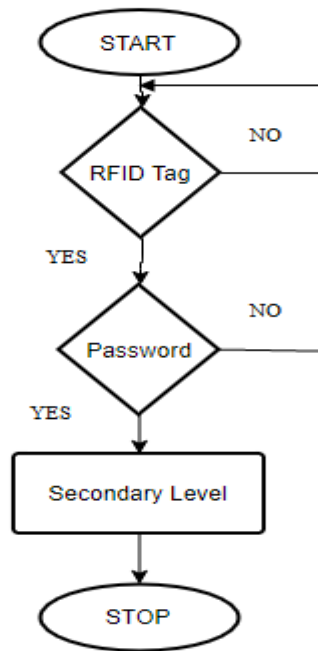 START
NO
RFID Tag
YES
NO
Password
YES
Secondary Level
STOP